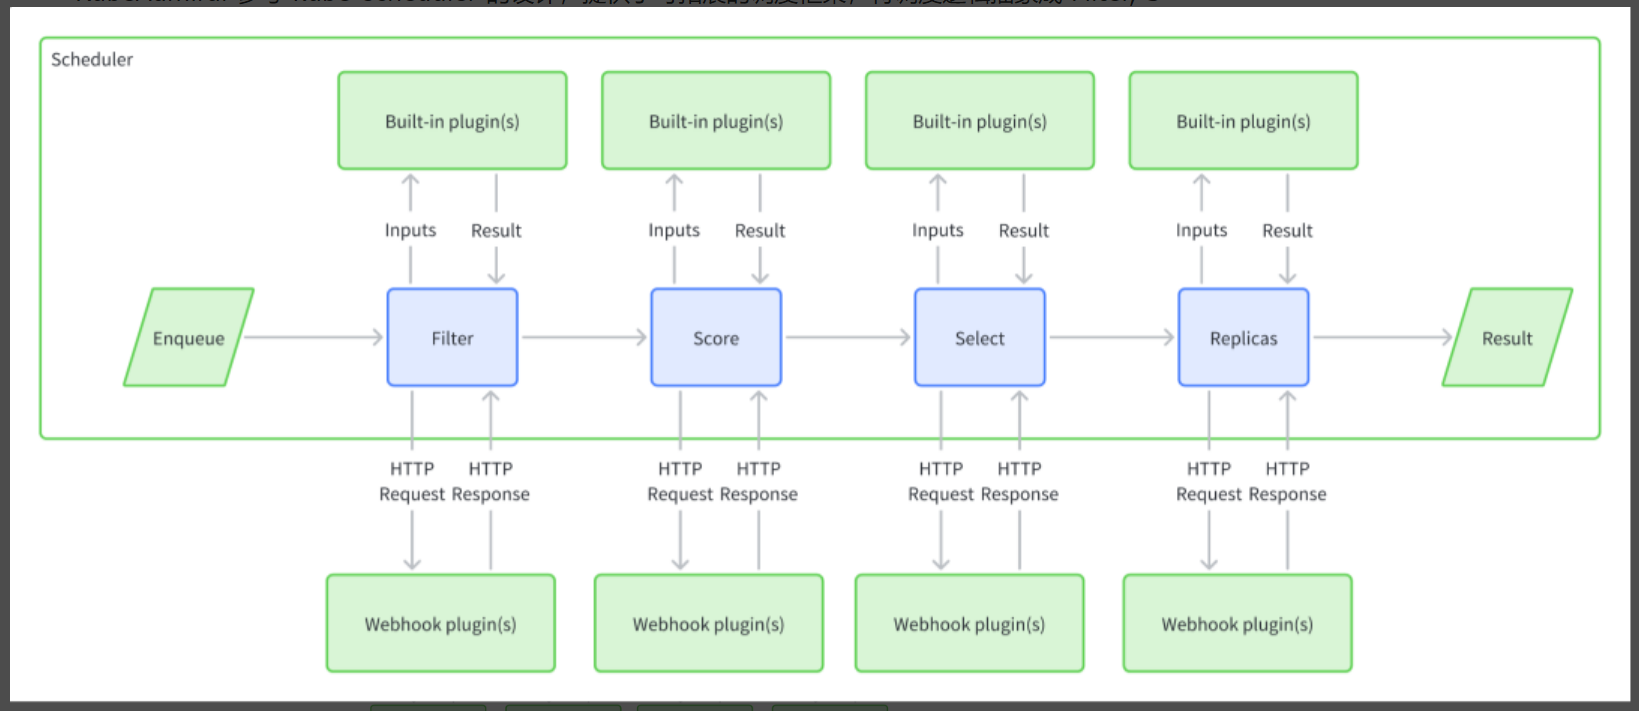 Scheduler
Built-in plugin(s) Built-in plugin(s) Built-in plugin(s) Built-in plugin(s)
Inputs Result Inputs Result Inputs Result Inputs Result
Enqueue Filter Score Select Replicas Result
HTTP HTTP HTTP HTTP HTTP HTTP HTTP HTTP
Request Response Request Response Request Response Request Response
Webhook plugin(s) Webhook plugin(s) Webhook plugin(s) Webhook plugin(s)